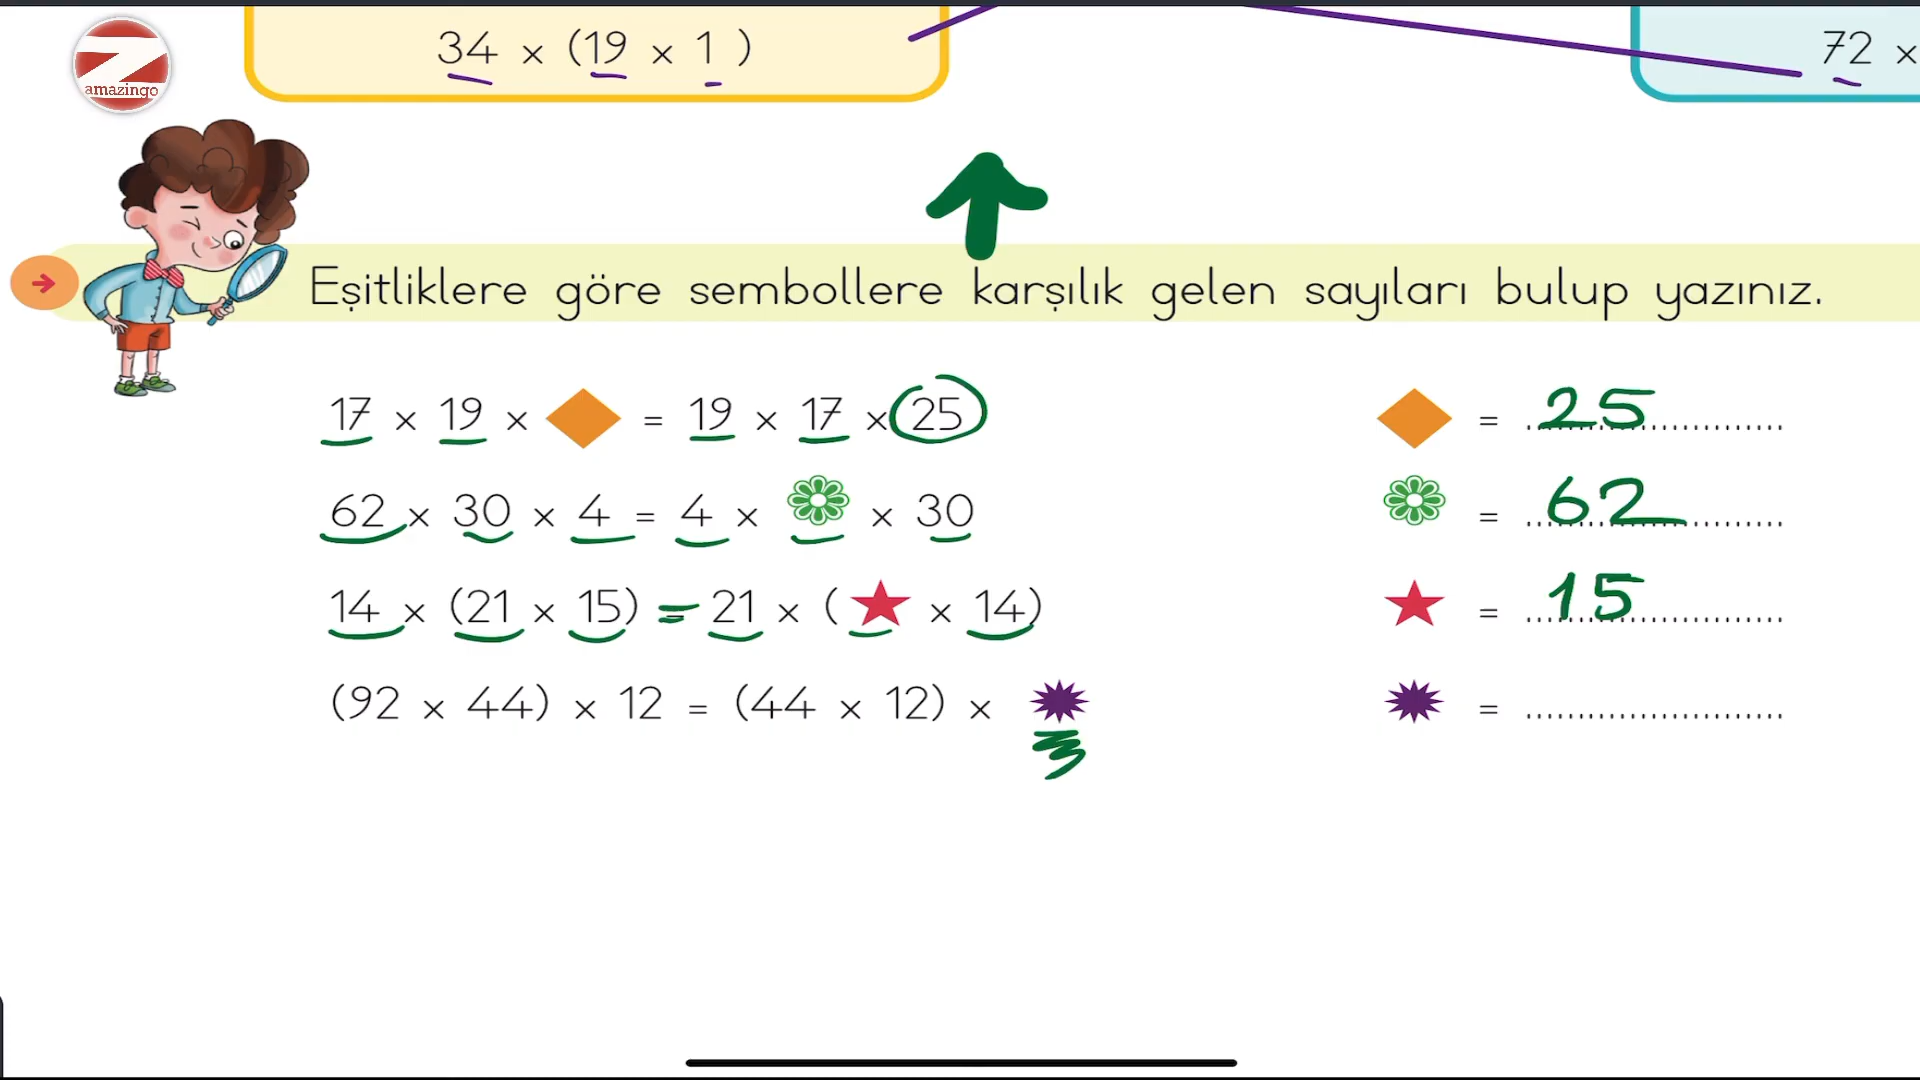 34 x (19 x 1 )
72 x
amazingo
Eşitliklere göre sembollere karşılık gelen sayıları bulup yazınız.
17 x 19 x = 19 x 17 x 25
= 25
62 x 30 x 4 = 4 x x 30
= 62
14 x (21 x 15) = 21 x ( x 14)
= 15
(92 x 44) x 12 = (44 x 12) x
=